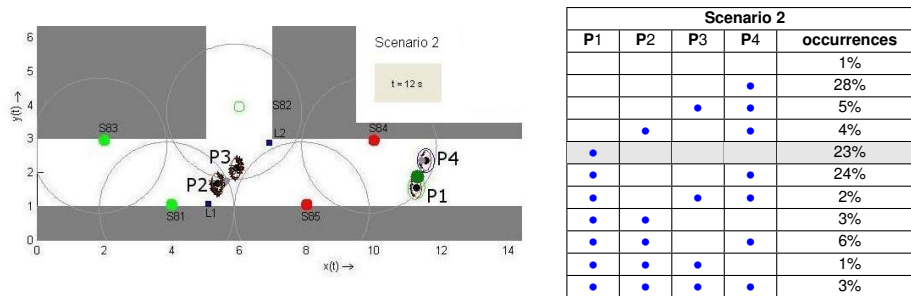 Scenario 2
t = 12 s
6
5
4
3
2
1
0
y(t) →
S83
S82
L2
S84
P3
P2
P4
P1
S81
L1
S85
0 2 4 6 8 10 12 14
x(t) →
Scenario 2
P1 P2 P3 P4 occurrences
1%
• 28%
• • 5%
• • 4%
• 23%
• • 24%
• • • 2%
• • 3%
• • • 6%
• • • 1%
• • • • 3%